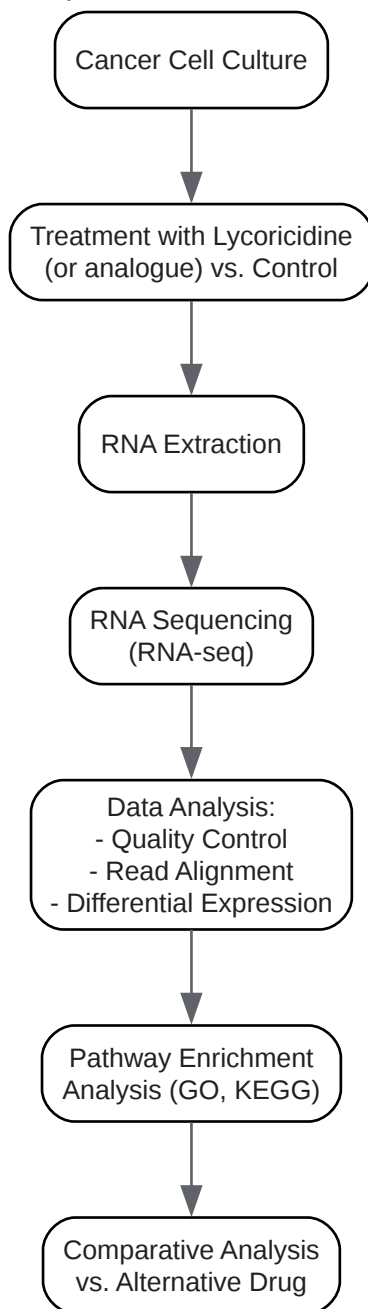 Cancer Cell Culture
Treatment with Lycoricidine
(or analogue) vs. Control
RNA Extraction
RNA Sequencing
(RNA-seq)
Data Analysis:
- Quality Control
- Read Alignment
- Differential Expression
Pathway Enrichment
Analysis (GO, KEGG)
Comparative Analysis
vs. Alternative Drug